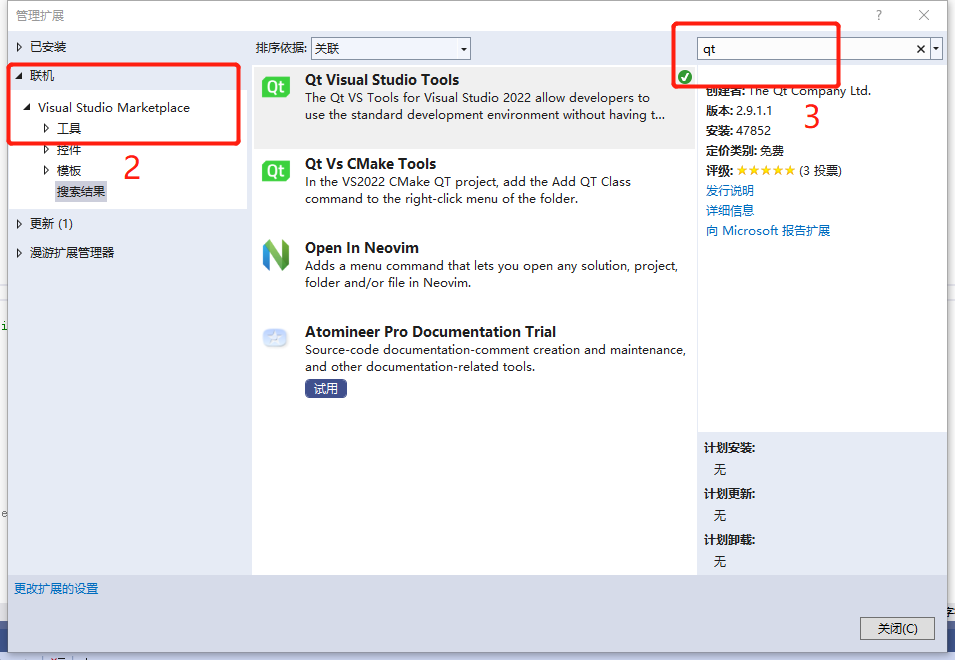 管理扩展
?
已安装
联机
Visual Studio Marketplace
工具
控件
模板
搜索结果
更新 (1)
漫游扩展管理器
2
排序依据: 关联
Qt Visual Studio Tools
The Qt VS Tools for Visual Studio 2022 allow developers to
use the standard development environment without having t...
Qt Vs CMake Tools
In the VS2022 CMake QT project, add the Add QT Class
command to the right-click menu of the folder.
Open In Neovim
Adds a menu command that lets you open any solution, project,
folder and/or file in Neovim.
Atomineer Pro Documentation Trial
Source-code documentation-comment creation and maintenance,
and other documentation-related tools.
试用
qt
3
创建者: The Qt Company Ltd.
版本: 2.9.1.1
安装: 47852
定价类别: 免费
评级: ★★★★★ (3 投票)
发行说明
详细信息
向 Microsoft 报告扩展
计划安装:
无
计划更新:
无
计划卸载:
无
更改扩展的设置
关闭(C)